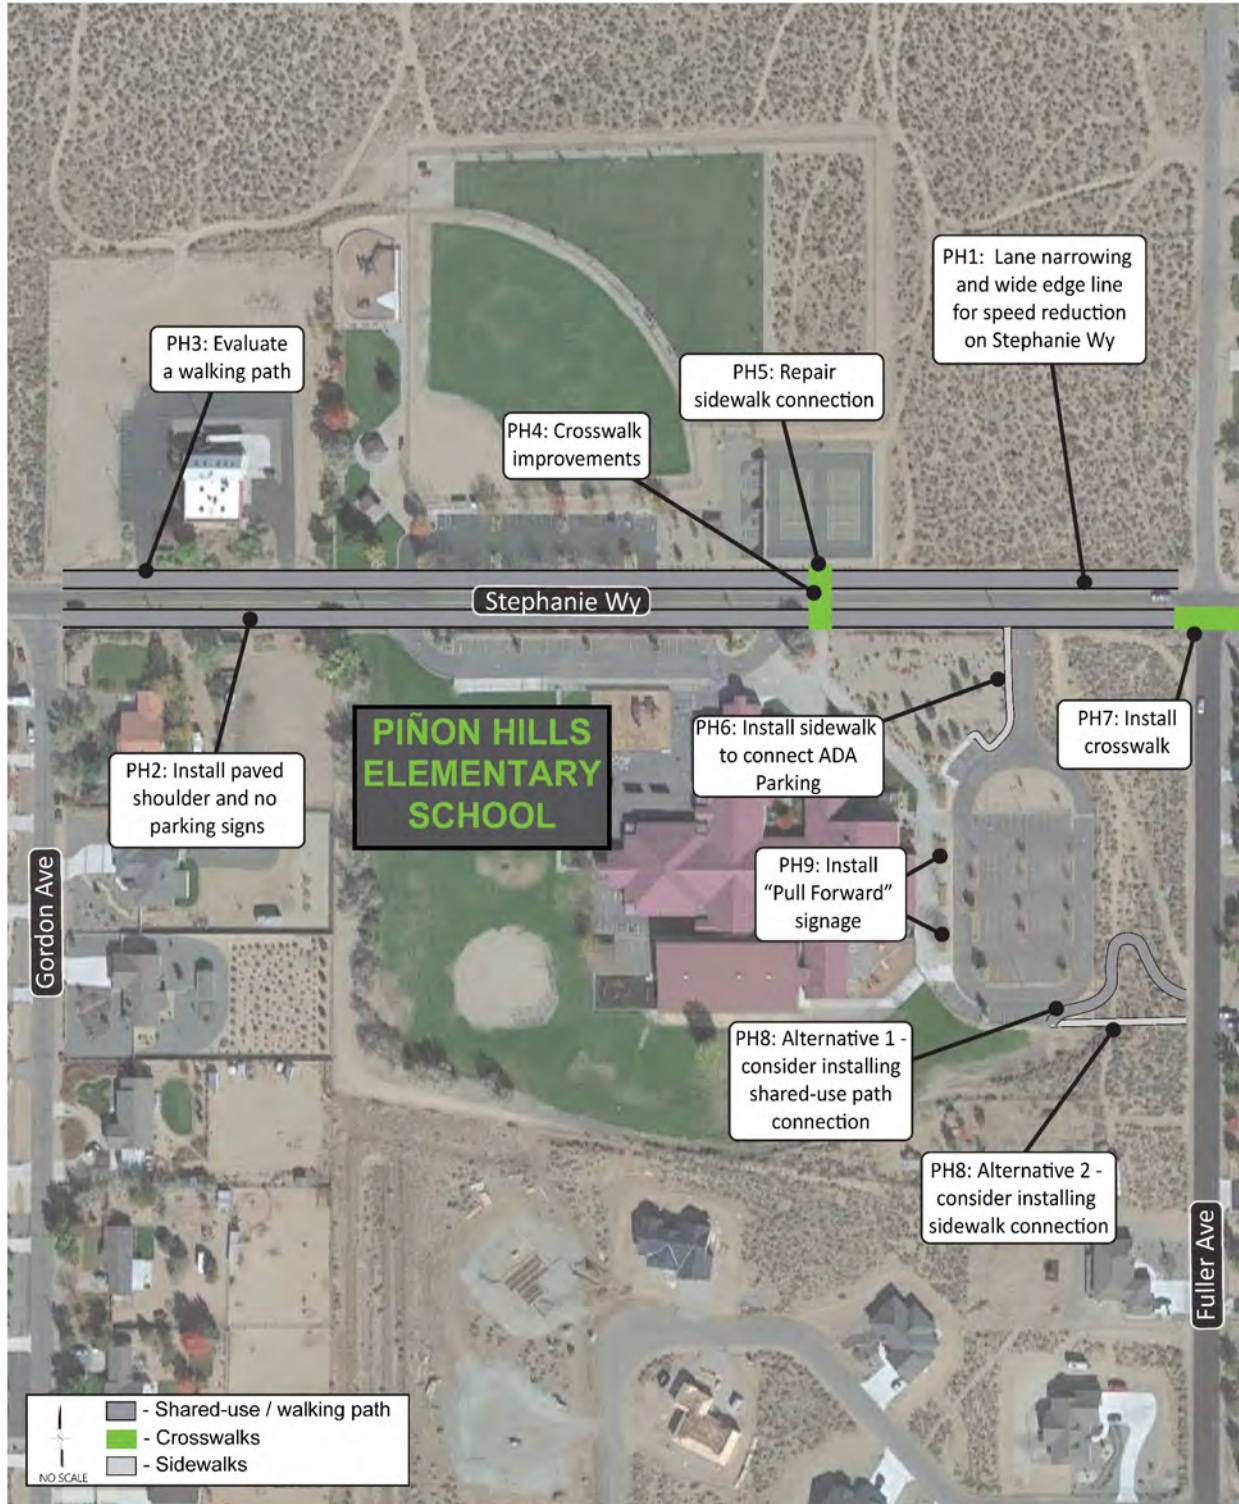 PH1: Lane narrowing
and wide edge line
for speed reduction
on Stephanie Wy
PH3: Evaluate
a walking path
PH5: Repair
sidewalk connection
PH4: Crosswalk
improvements
Stephanie Wy
PH2: Install paved
shoulder and no
parking signs
PIÑON HILLS
ELEMENTARY
SCHOOL
PH6: Install sidewalk
to connect ADA
Parking
PH7: Install
crosswalk
PH9: Install
"Pull Forward"
signage
Gordon Ave
PH8: Alternative 1 -
consider installing
shared-use path
connection
PH8: Alternative 2 -
consider installing
sidewalk connection
Fuller Ave
- Shared-use / walking path
- Crosswalks
- Sidewalks
NO SCALE